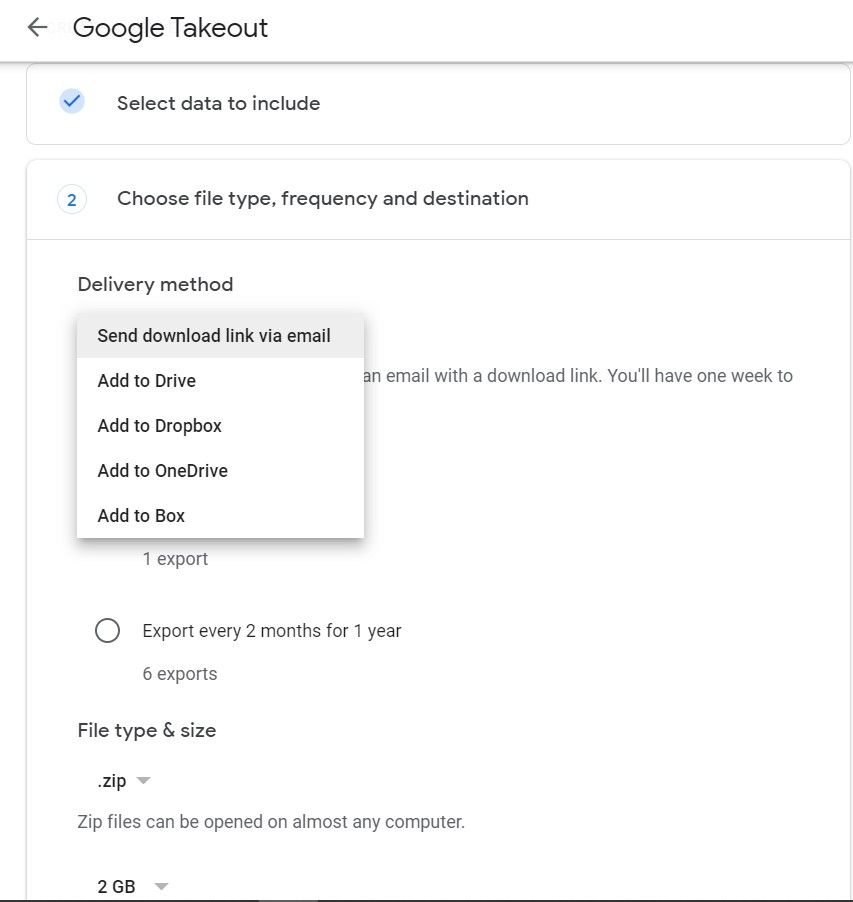 Google Takeout
Select data to include
2
Choose file type, frequency and destination
Delivery method
Send download link via email
Add to Drive
an email with a download link. You'll have one week to
Add to Dropbox
Add to OneDrive
Add to Box
1 export
Export every 2 months for 1 year
6 exports
File type & size
.zip
Zip files can be opened on almost any computer.
2 GB